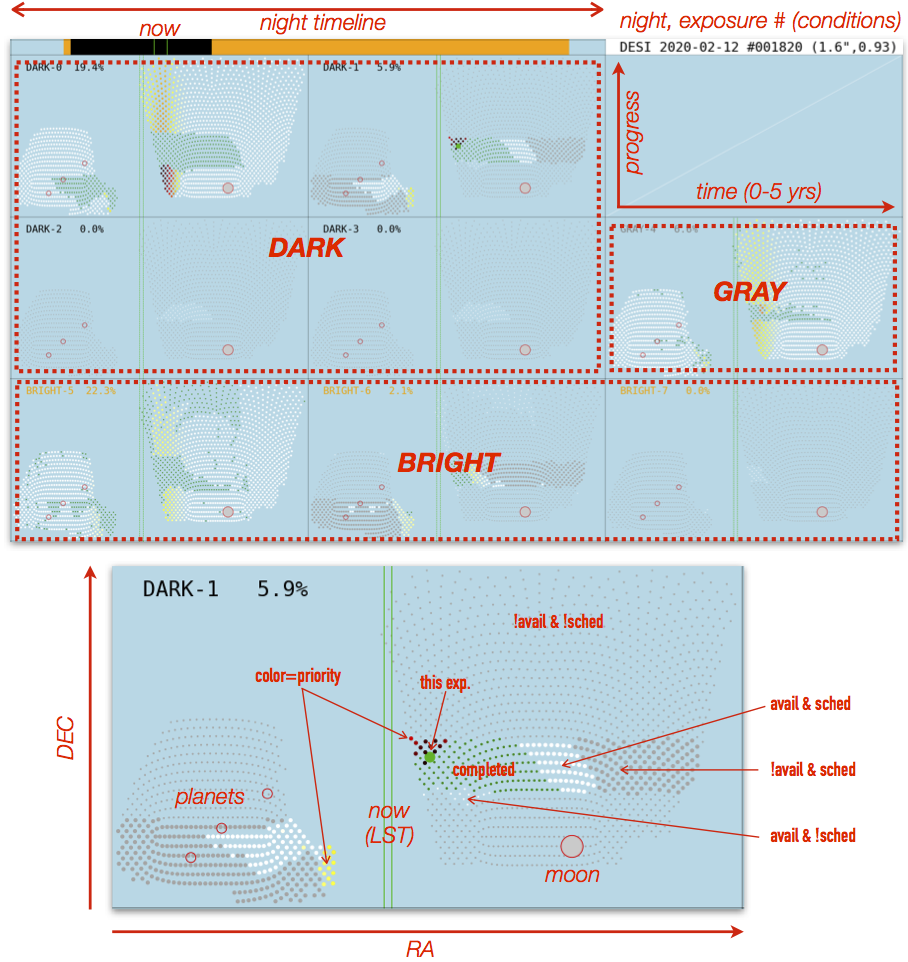 night timeline
night, exposure # (conditions)
now
DESI 2020-02-12 #001820 (1.6",0.93)
DARK-0 19.4%
DARK-1 5.9%
progress
time (0-5 yrs)
DARK-2 0.0%
DARK-3 0.0%
GRAY-4 0.0%
DARK
GRAY
BRIGHT-5 22.3%
BRIGHT-6 2.1%
BRIGHT-7 0.0%
BRIGHT
DARK-1 5.9%
!avail & !sched
color=priority
this exp.
avail & sched
DEC
completed
!avail & sched
planets
now
(LST)
avail & !sched
moon
RA